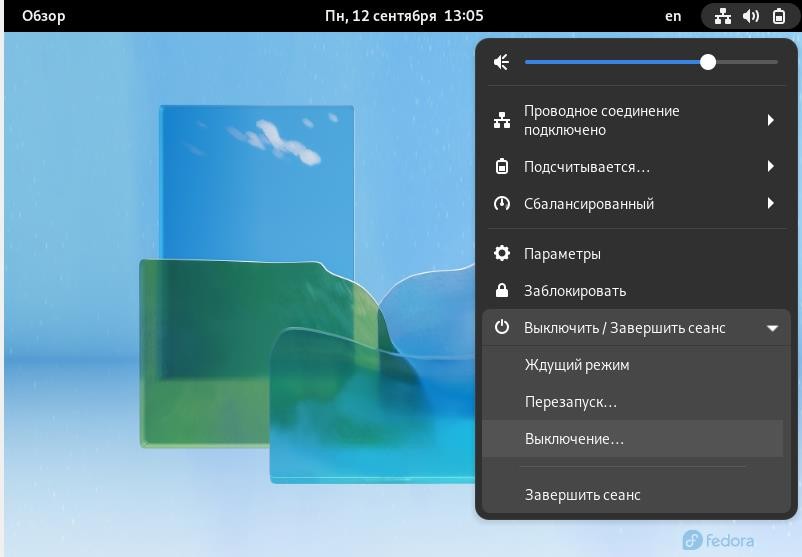 Обзор
Пн, 12 сентября 13:05
en
Проводное соединение
подключено
Подсчитывается…
Сбалансированный
Параметры
Заблокировать
Выключить / Завершить сеанс
Ждущий режим
Перезапуск…
Выключение…
Завершить сеанс
fedora